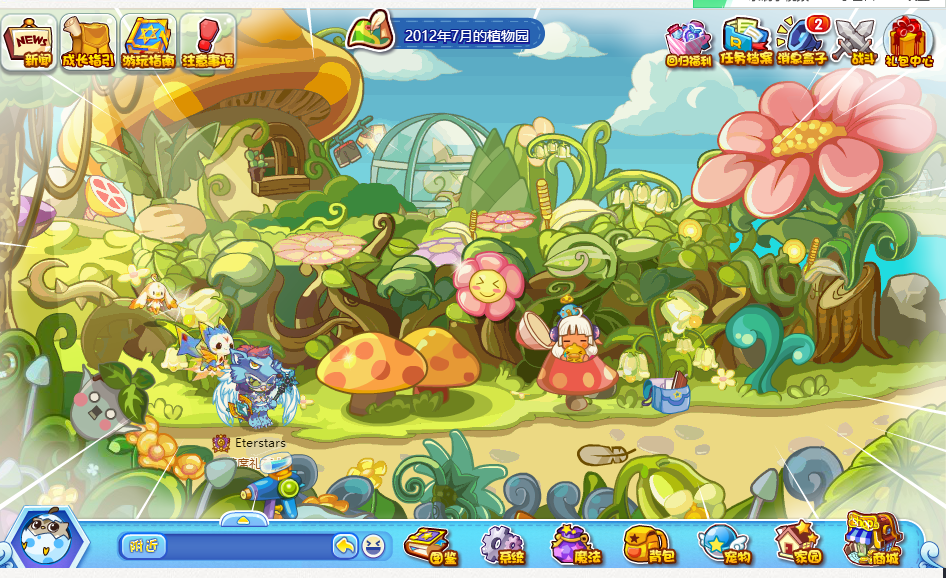 NEWS
新闻
成长指引
游玩指南
注意事项
2012年7月的植物园
回归福利
任务档案
2
消息盒子
战斗
礼包中心
Eterstars
附近
图鉴
系统
魔法
背包
宠物
家园
shop
商城